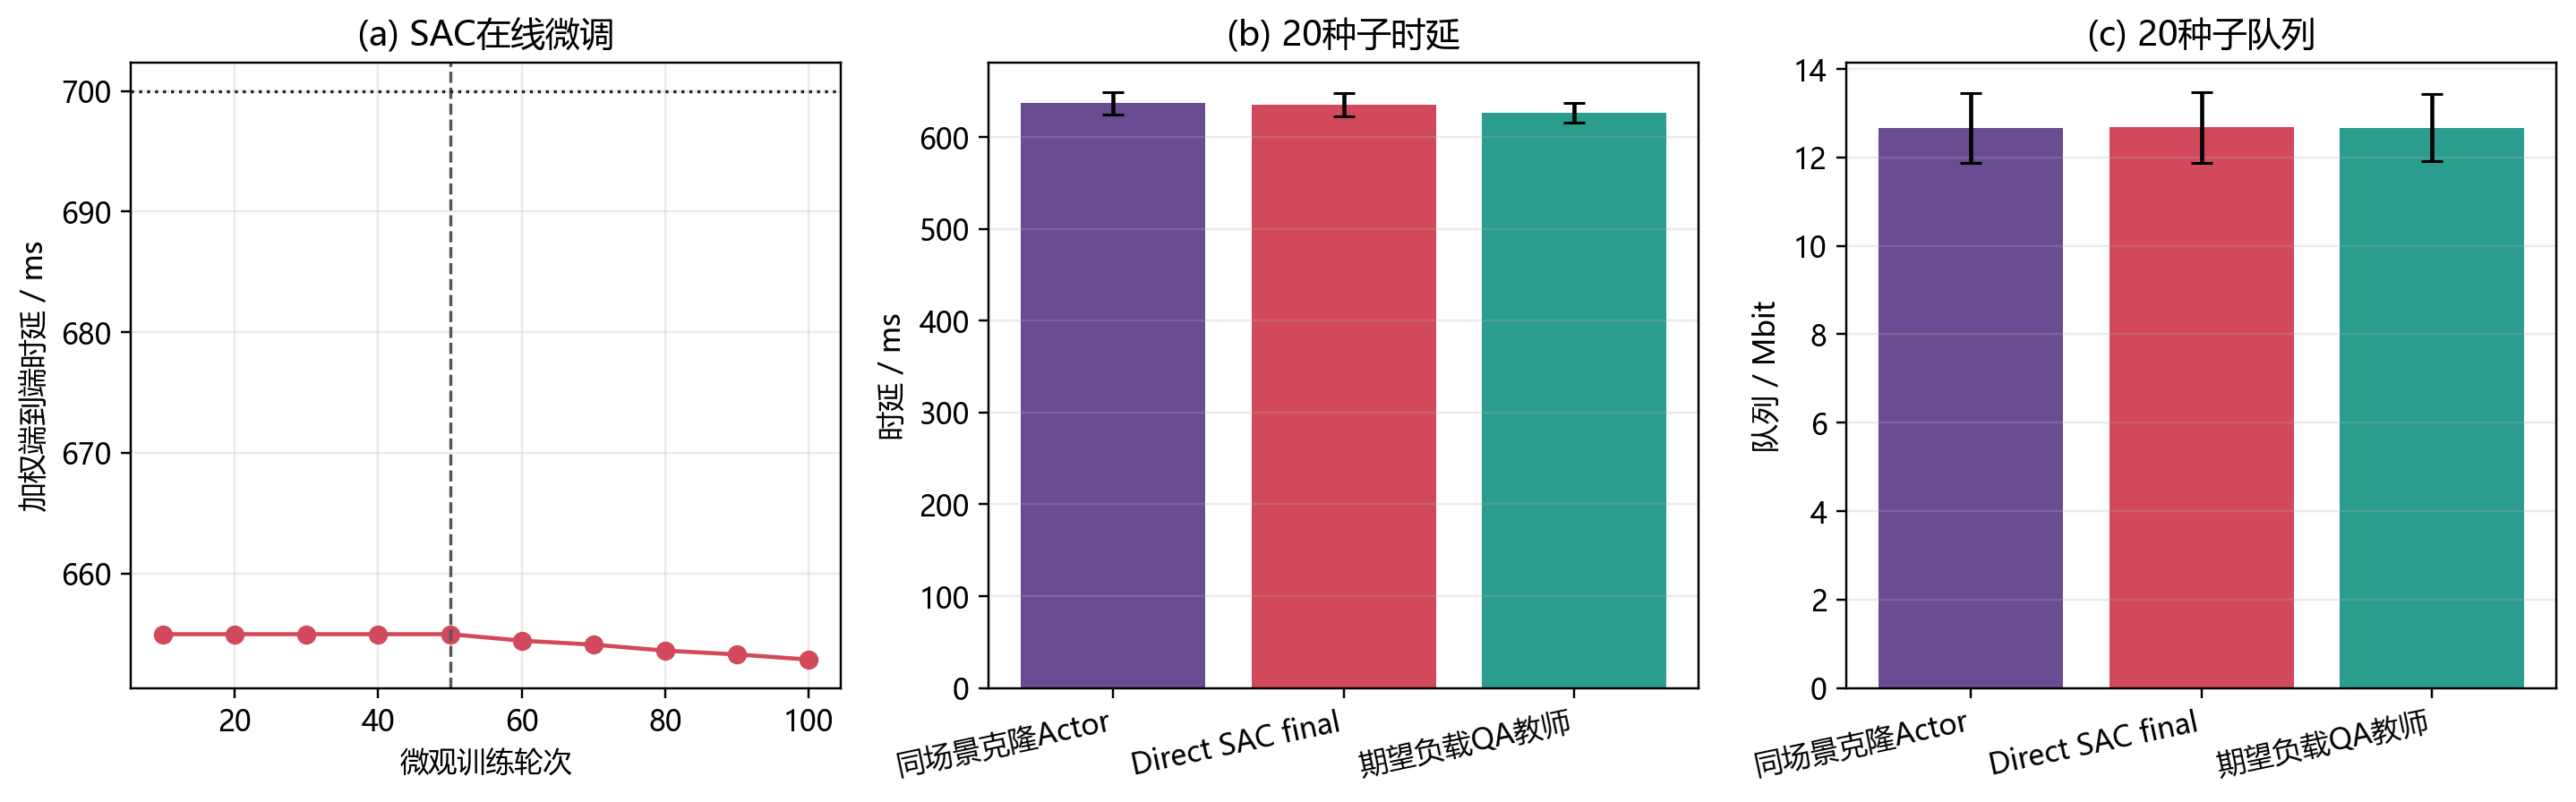 (a) SAC在线微调
700
690
680
670
660
加权端到端时延 / ms
20
40
60
80
100
微观训练轮次
(b) 20种子时延
600
500
400
300
200
100
0
时延 / ms
同场景克隆Actor
Direct SAC final
期望负载QA教师
(c) 20种子队列
14
12
10
8
6
4
2
0
队列 / Mbit
同场景克隆Actor
Direct SAC final
期望负载QA教师